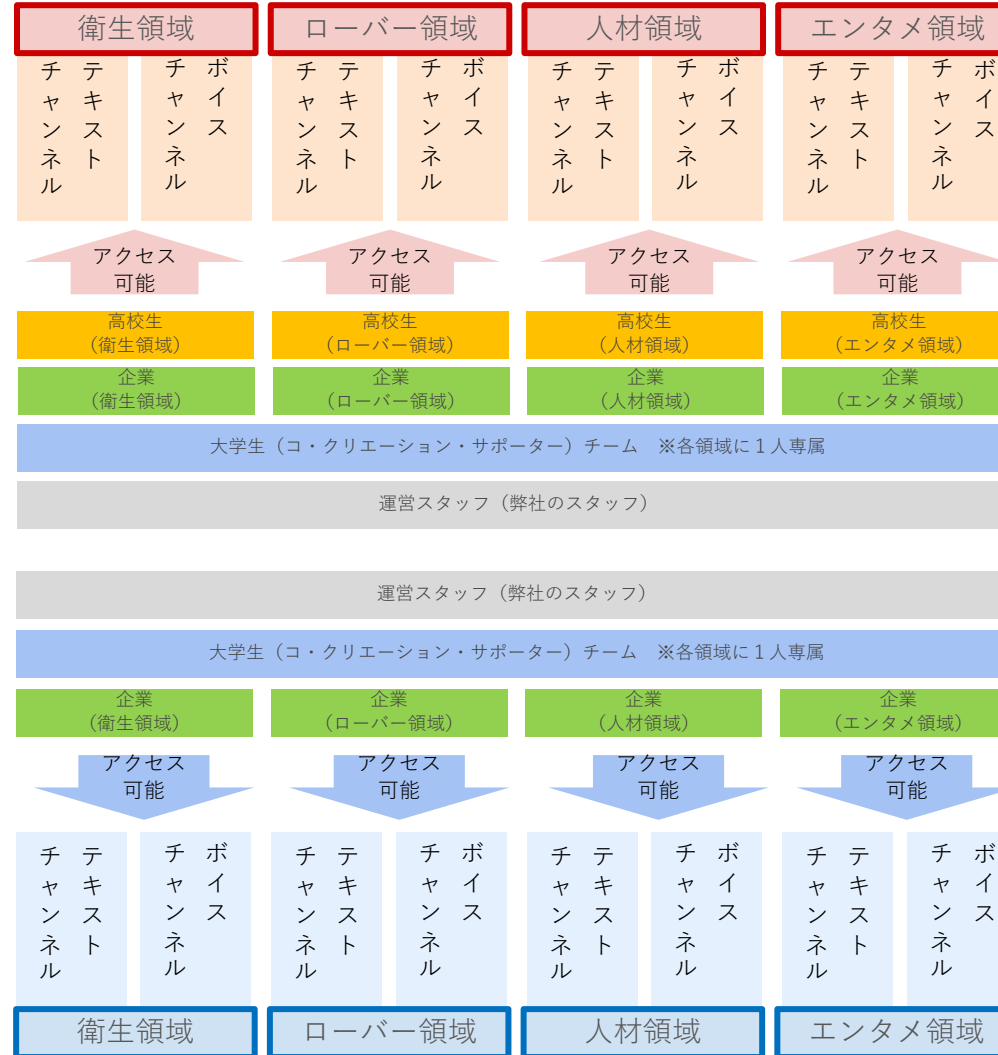 衛生領域
ローバー領域
人材領域
エンタメ領域
テキスト
チャンネル
ボイス
チャンネル
テキスト
チャンネル
ボイス
チャンネル
テキスト
チャンネル
ボイス
チャンネル
テキスト
チャンネル
ボイス
チャンネル
アクセス
可能
アクセス
可能
アクセス
可能
アクセス
可能
高校生
（衛生領域）
高校生
（ローバー領域）
高校生
（人材領域）
高校生
（エンタメ領域）
企業
（衛生領域）
企業
（ローバー領域）
企業
（人材領域）
企業
（エンタメ領域）
大学生（コ・クリエーション・サポーター）チーム　※各領域に１人専属
運営スタッフ（弊社のスタッフ）
運営スタッフ（弊社のスタッフ）
大学生（コ・クリエーション・サポーター）チーム　※各領域に１人専属
企業
（衛生領域）
企業
（ローバー領域）
企業
（人材領域）
企業
（エンタメ領域）
アクセス
可能
アクセス
可能
アクセス
可能
アクセス
可能
テキスト
チャンネル
ボイス
チャンネル
テキスト
チャンネル
ボイス
チャンネル
テキスト
チャンネル
ボイス
チャンネル
テキスト
チャンネル
ボイス
チャンネル
衛生領域
ローバー領域
人材領域
エンタメ領域